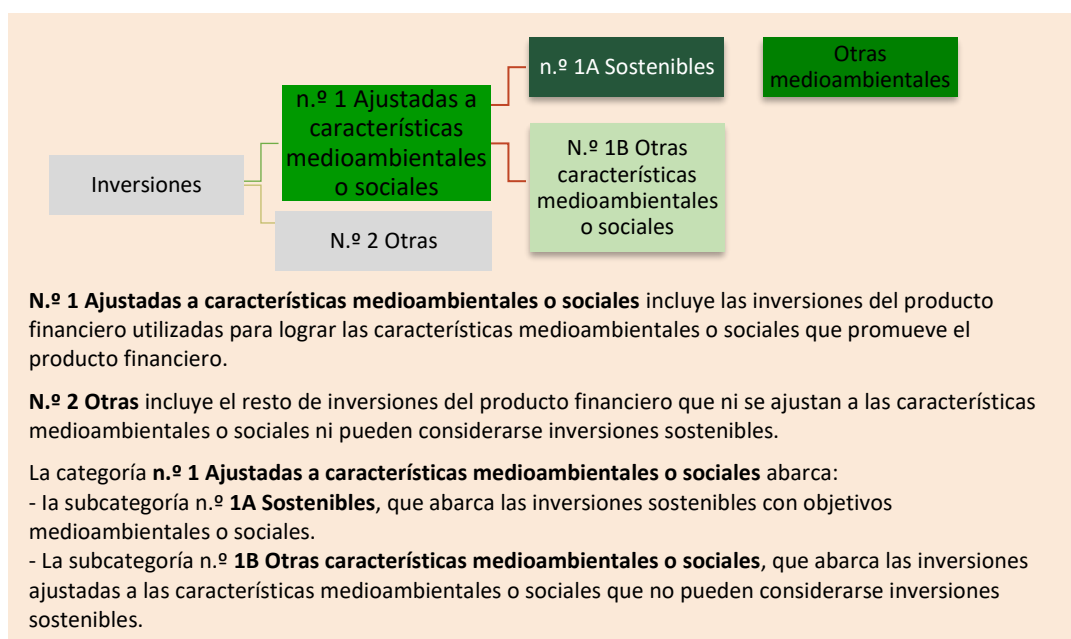 n.º 1A Sostenibles
Otras
medioambientales
n.º 1 Ajustadas a
características
medioambientales
o sociales
N.º 1B Otras
características
medioambientales
o sociales
Inversiones
N.º 2 Otras
N.º 1 Ajustadas a características medioambientales o sociales incluye las inversiones del producto
financiero utilizadas para lograr las características medioambientales o sociales que promueve el
producto financiero.
N.º 2 Otras incluye el resto de inversiones del producto financiero que ni se ajustan a las características
medioambientales o sociales ni pueden considerarse inversiones sostenibles.
La categoría n.º 1 Ajustadas a características medioambientales o sociales abarca:
- la subcategoría n.º 1A Sostenibles, que abarca las inversiones sostenibles con objetivos
medioambientales o sociales.
- La subcategoría n.º 1B Otras características medioambientales o sociales, que abarca las inversiones
ajustadas a las características medioambientales o sociales que no pueden considerarse inversiones
sostenibles.